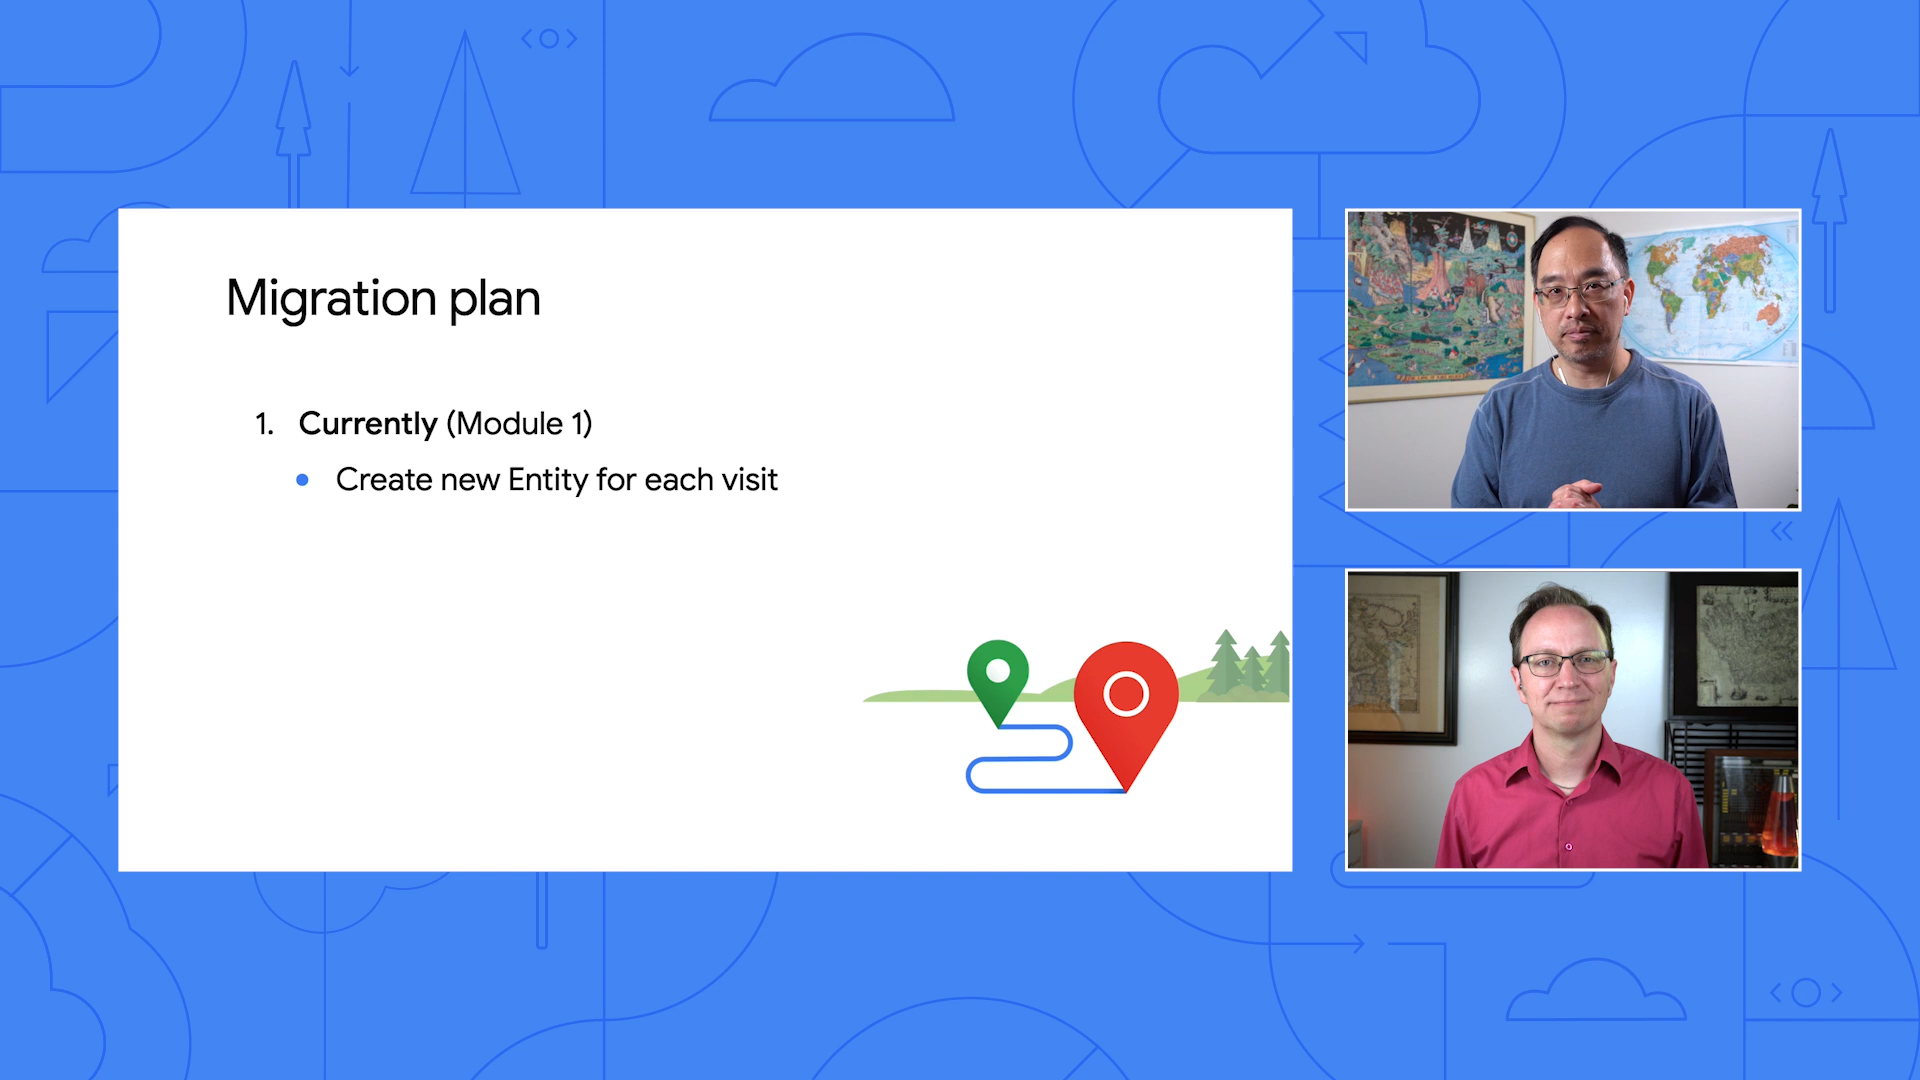 Migration plan
1. Currently (Module 1)
• Create new Entity for each visit